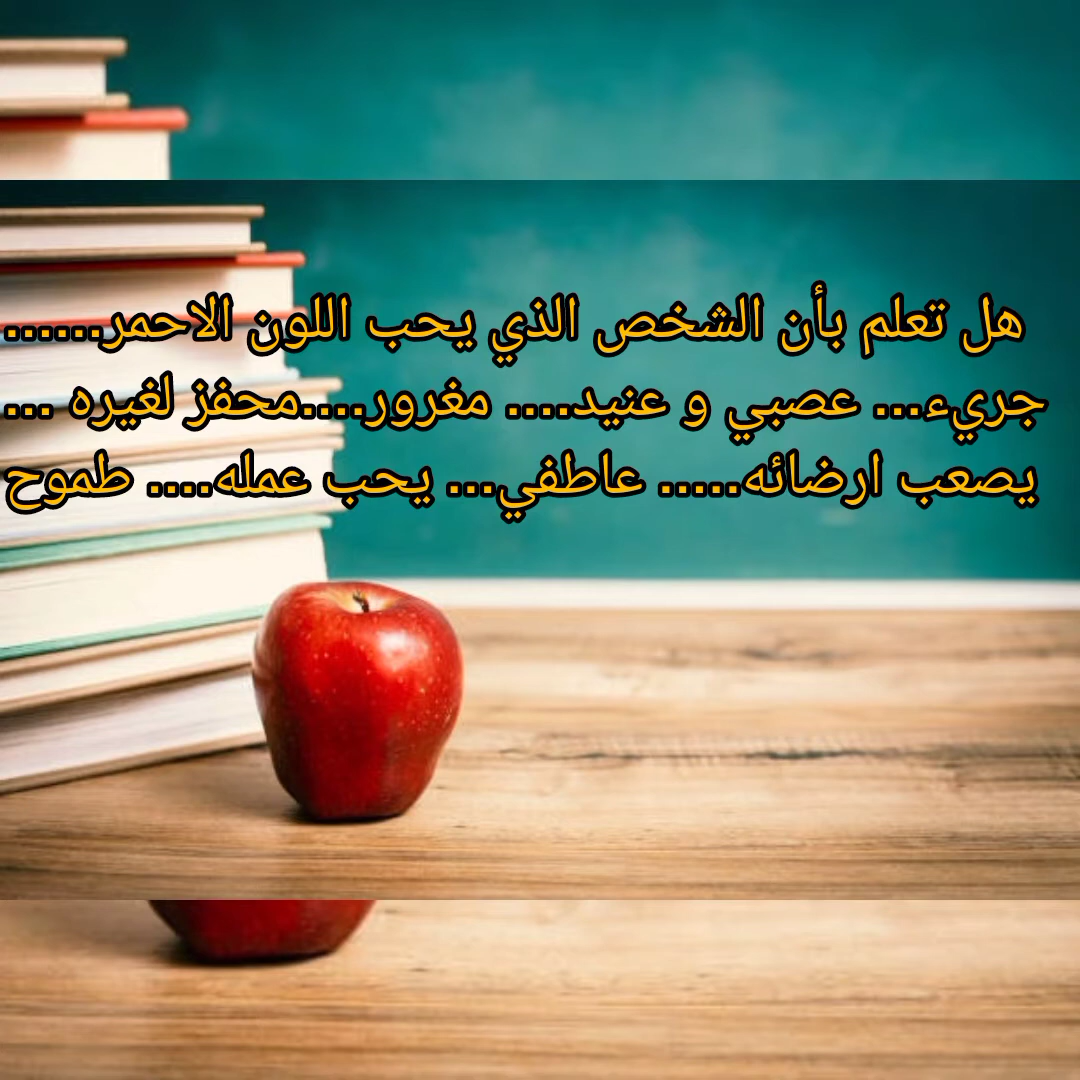 هل تعلم بأن الشخص الذي يحب اللون الاحمر......
جريء... عصبي و عنيد.... مغرور....محفز لغيره ...
يصعب ارضائه..... عاطفي... يحب عمله.... طموح